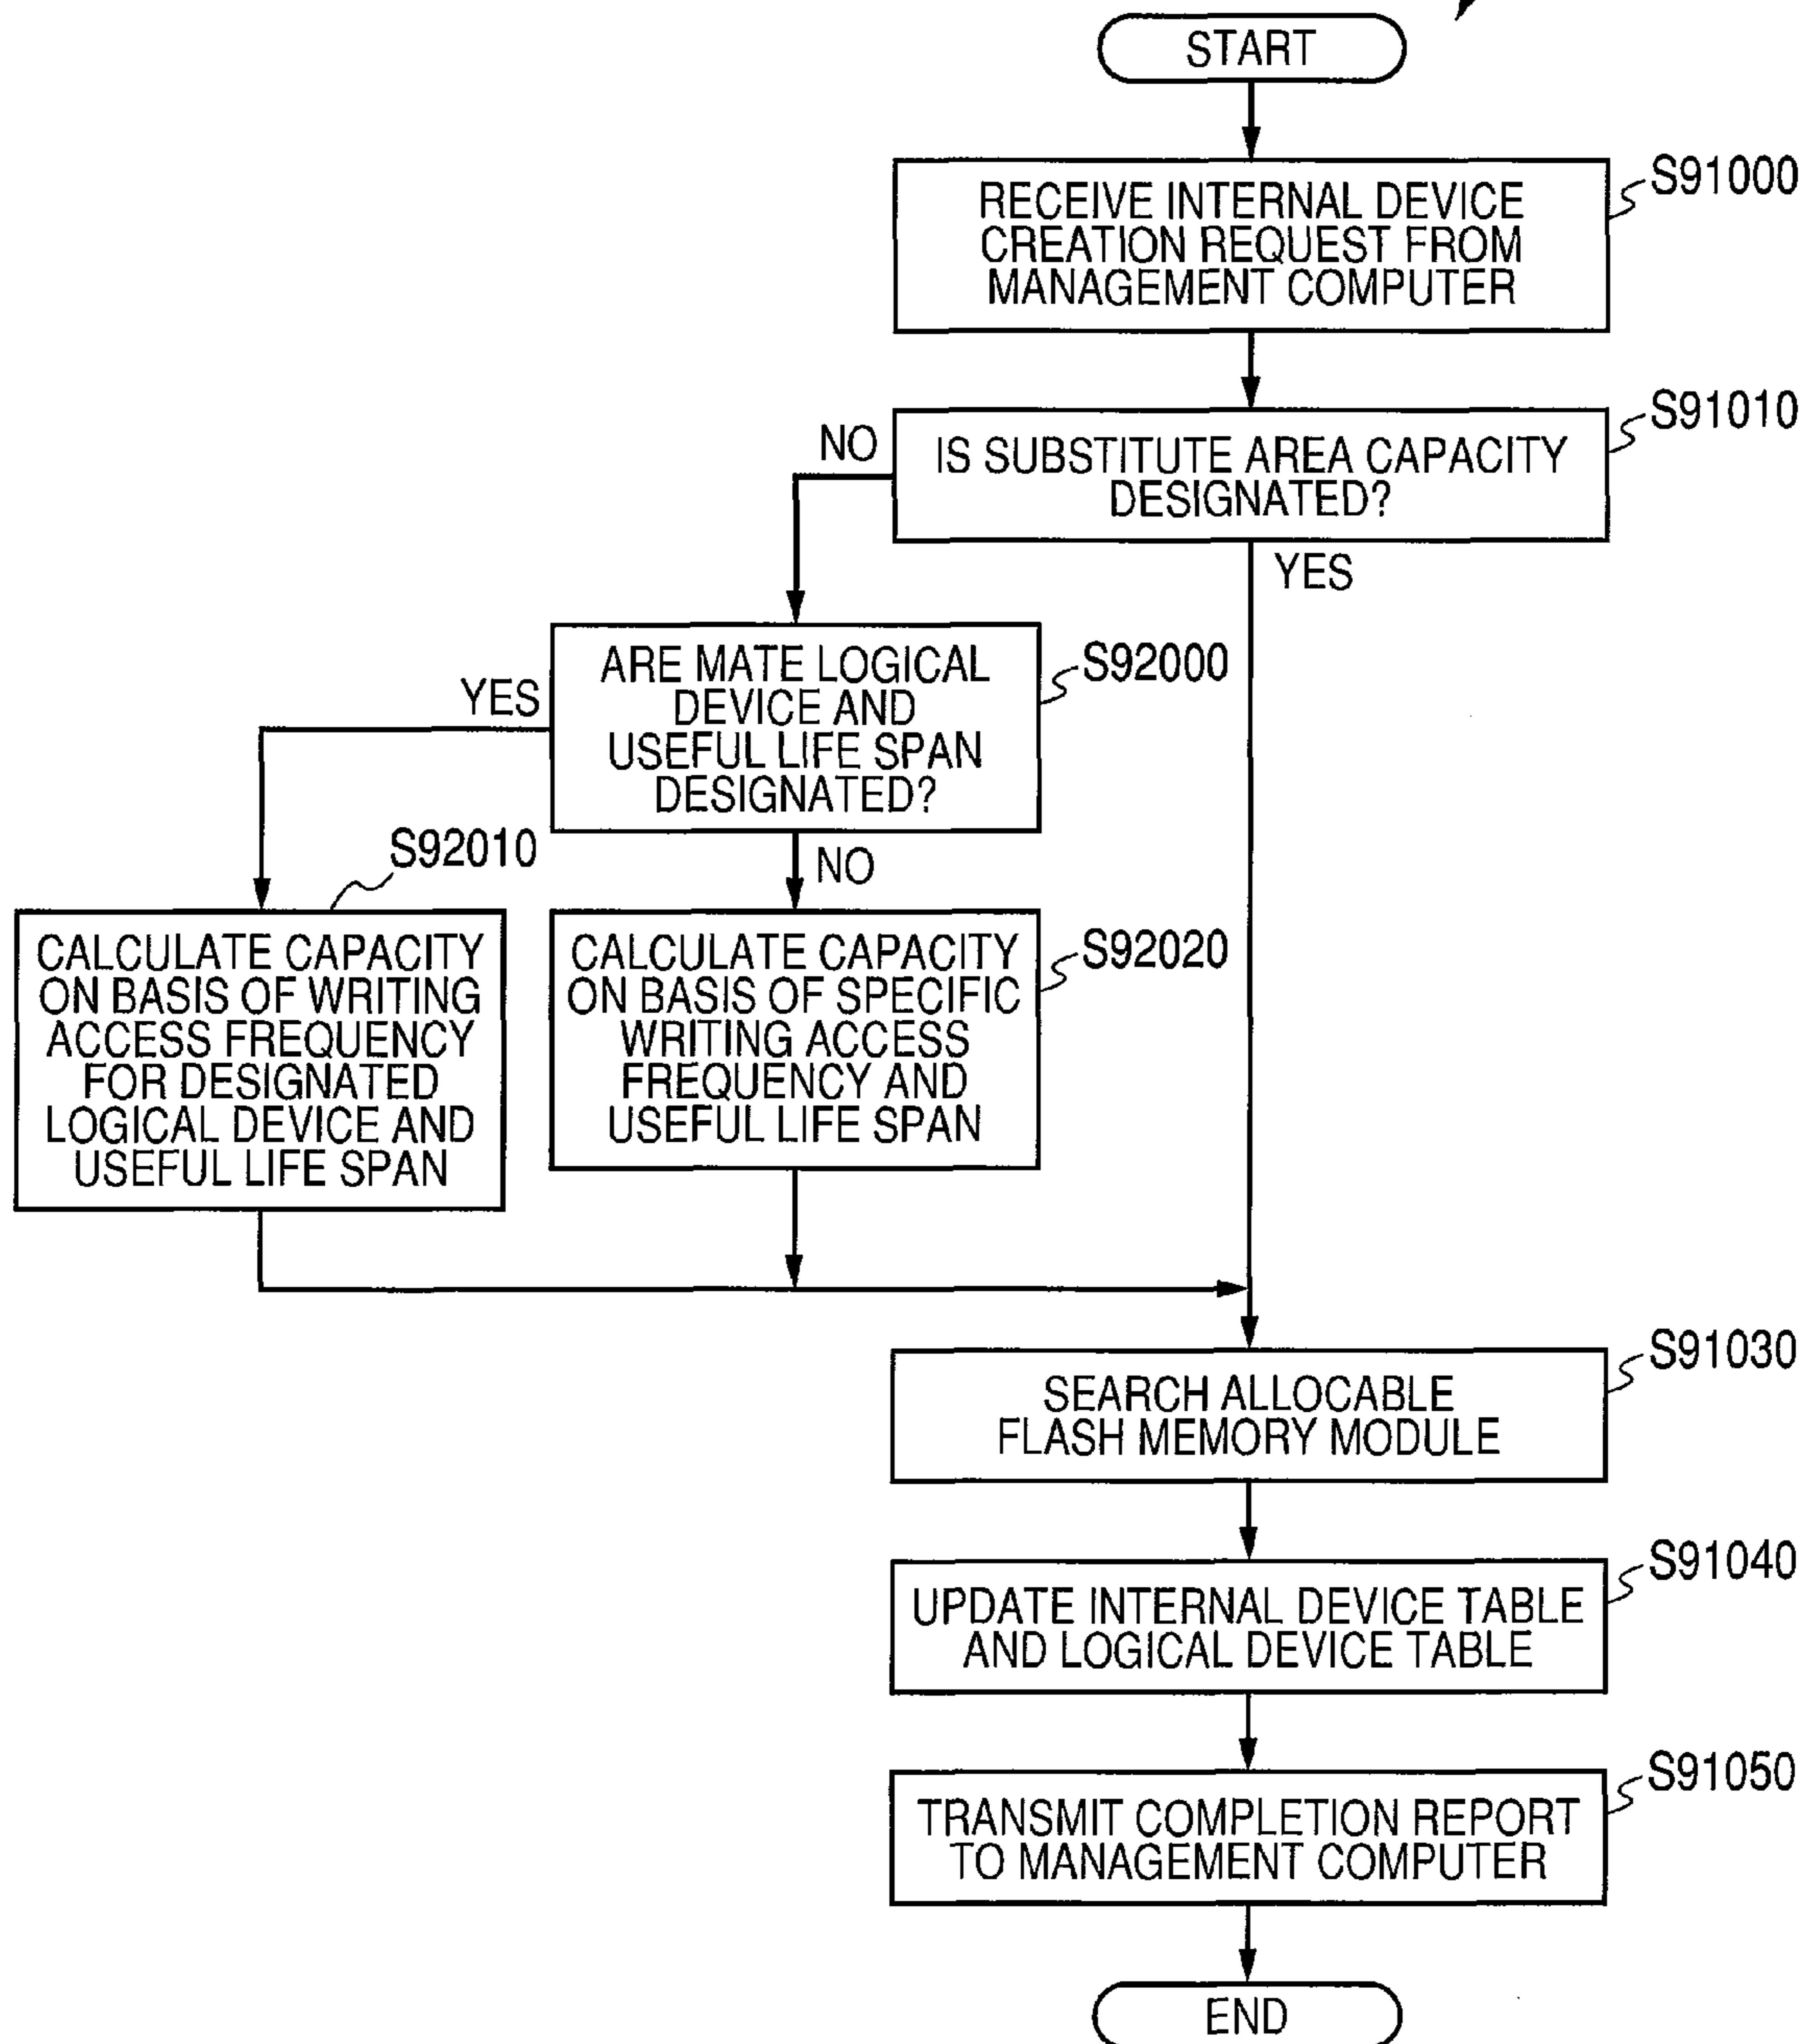 START
RECEIVE INTERNAL DEVICE
CREATION REQUEST FROM
MANAGEMENT COMPUTER
S91000
IS SUBSTITUTE AREA CAPACITY
DESIGNATED?
S91010
NO
YES
ARE MATE LOGICAL
DEVICE AND
USEFUL LIFE SPAN
DESIGNATED?
S92000
YES
NO
S92010
CALCULATE CAPACITY
ON BASIS OF WRITING
ACCESS FREQUENCY
FOR DESIGNATED
LOGICAL DEVICE AND
USEFUL LIFE SPAN
CALCULATE CAPACITY
ON BASIS OF SPECIFIC
WRITING ACCESS
FREQUENCY AND
USEFUL LIFE SPAN
S92020
SEARCH ALLOCABLE
FLASH MEMORY MODULE
S91030
UPDATE INTERNAL DEVICE TABLE
AND LOGICAL DEVICE TABLE
S91040
TRANSMIT COMPLETION REPORT
TO MANAGEMENT COMPUTER
S91050
END